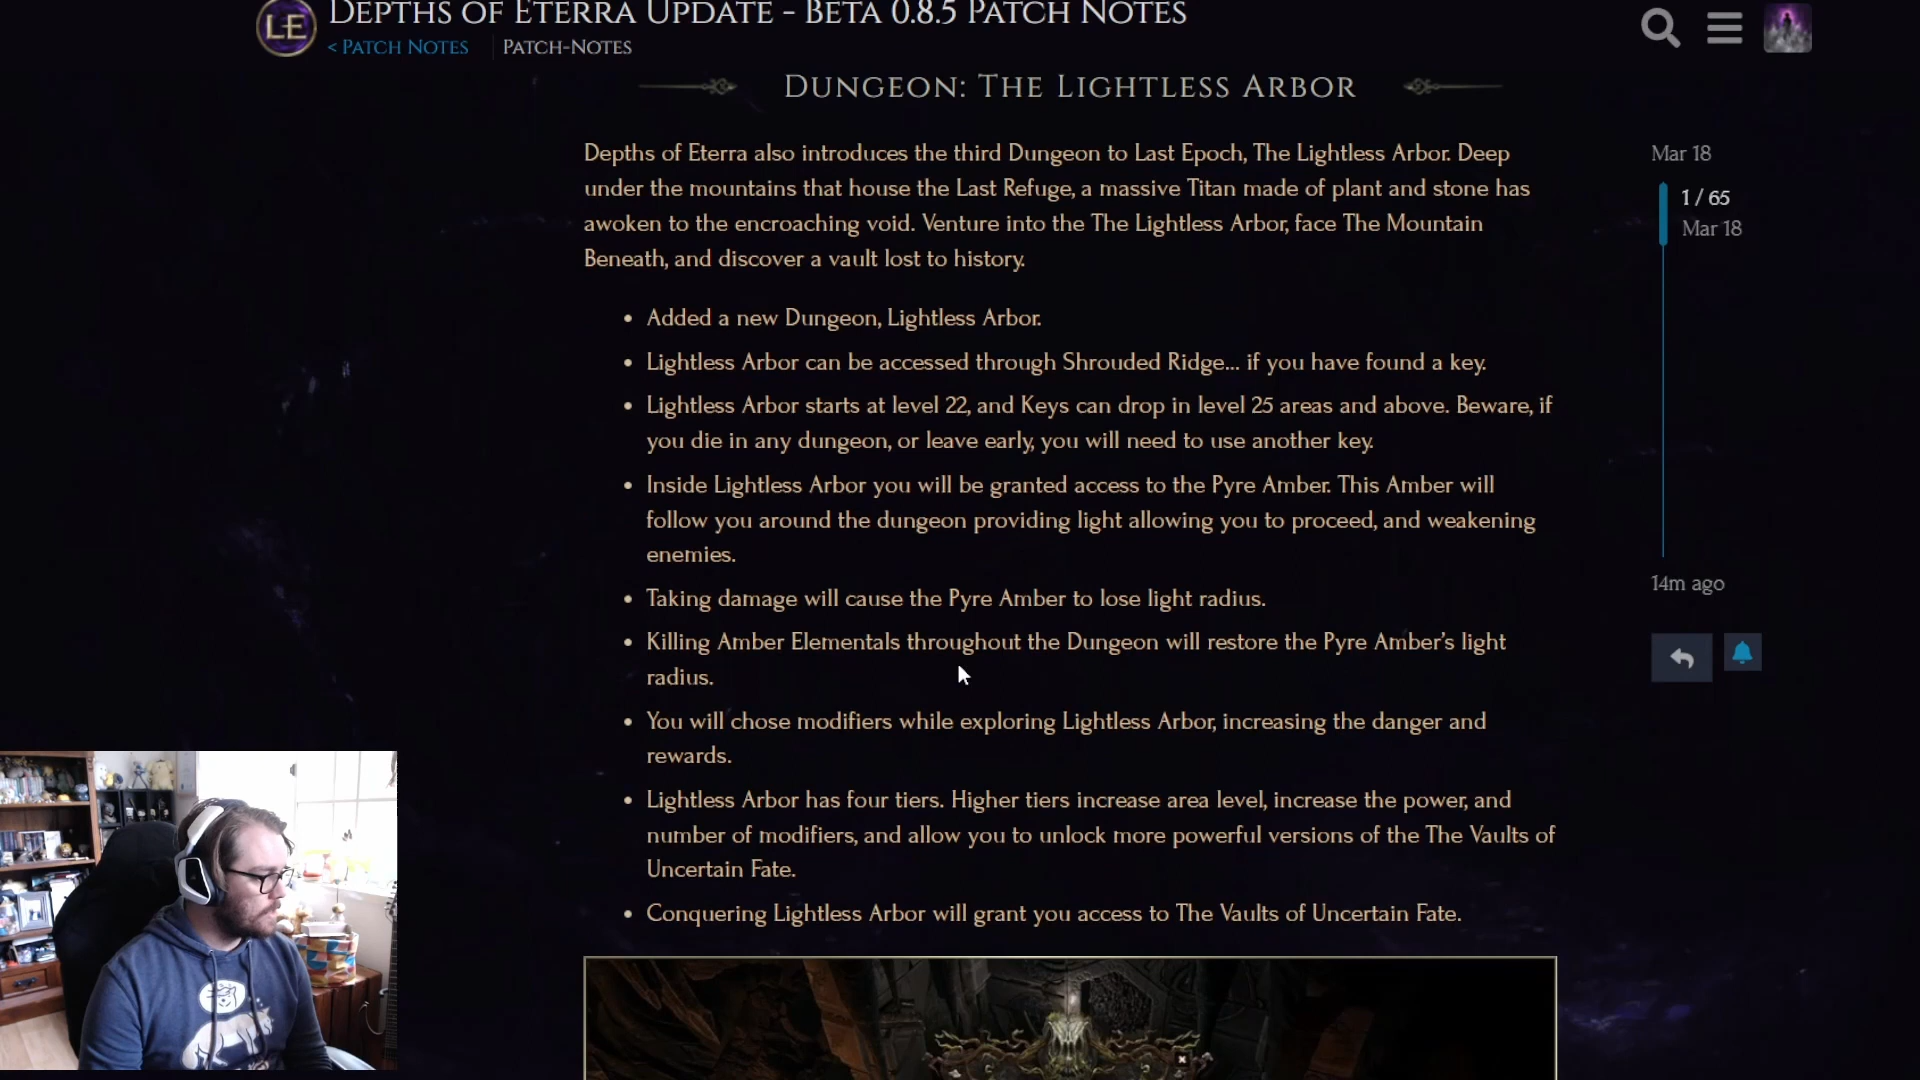 LE
Depths of Eterra Update - Beta 0.8.5 Patch Notes
< Patch Notes
Patch-Notes
Dungeon: The Lightless Arbor
Depths of Eterra also introduces the third Dungeon to Last Epoch, The Lightless Arbor. Deep
under the mountains that house the Last Refuge, a massive Titan made of plant and stone has
awoken to the encroaching void. Venture into the The Lightless Arbor, face The Mountain
Beneath, and discover a vault lost to history.
• Added a new Dungeon, Lightless Arbor.
• Lightless Arbor can be accessed through Shrouded Ridge... if you have found a key.
• Lightless Arbor starts at level 22, and Keys can drop in level 25 areas and above. Beware, if
you die in any dungeon, or leave early, you will need to use another key.
• Inside Lightless Arbor you will be granted access to the Pyre Amber. This Amber will
follow you around the dungeon providing light allowing you to proceed, and weakening
enemies.
• Taking damage will cause the Pyre Amber to lose light radius.
• Killing Amber Elementals throughout the Dungeon will restore the Pyre Amber's light
radius.
• You will chose modifiers while exploring Lightless Arbor, increasing the danger and
rewards.
• Lightless Arbor has four tiers. Higher tiers increase area level, increase the power, and
number of modifiers, and allow you to unlock more powerful versions of the The Vaults of
Uncertain Fate.
• Conquering Lightless Arbor will grant you access to The Vaults of Uncertain Fate.
Mar 18
1 / 65
Mar 18
14m ago